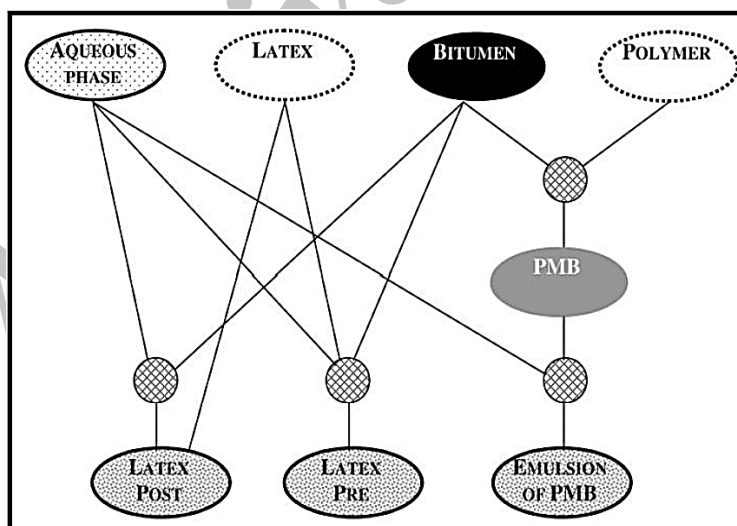 AQUEOUS
PHASE
LATEX
BITUMEN
POLYMER
PMB
LATEX
POST
LATEX
PRE
EMULSION
OF PMB